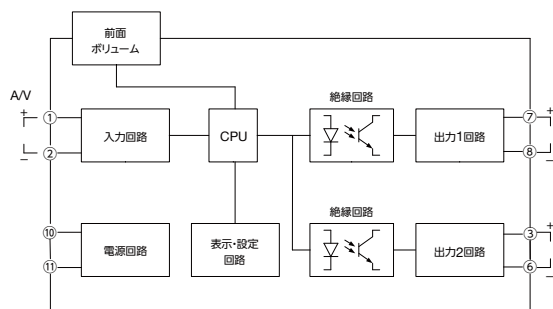 前面
ボリューム
A/V
絶縁回路
+
①
入力回路
CPU
出力1回路
⑦
+
−
②
⑧
−
絶縁回路
⑩
電源回路
表示・設定
回路
出力2回路
③
+
⑪
⑥
−